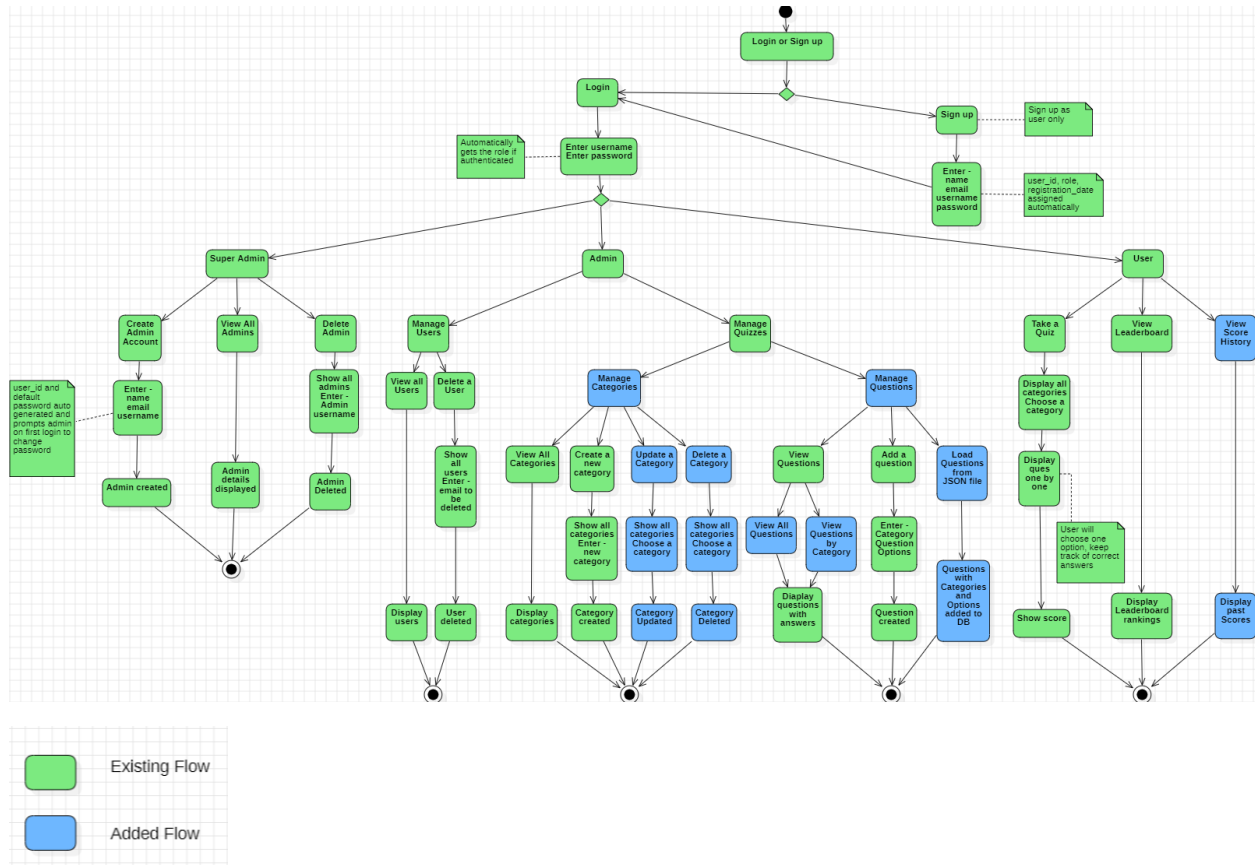 Login or Sign up
Login
Sign up
Sign up as
user only
Automatically
gets the role if
authenticated
Enter username
Enter password
Enter -
name
email
username
password
user_id, role,
registration_date
assigned
automatically
Super Admin
Admin
User
Create
Admin
Account
View All
Admins
Delete
Admin
Manage
Users
Manage
Quizzes
Take a
Quiz
View
Leaderboard
View
Score
History
user_id and
default
password auto
generated and
prompts admin
on first login to
change
password
Enter -
name
email
username
Show all
admins
Enter -
Admin
username
View all
Users
Delete a
User
Manage
Categories
Manage
Questions
Display all
categories
Choose a
category
Admin created
Admin
details
displayed
Admin
Deleted
Show
all
users
Enter -
email to
be
deleted
View All
Categories
Create a
new
category
Update a
Category
Delete a
Category
View
Questions
Add a
question
Load
Questions
from
JSON file
Display
ques
one by
one
Show all
categories
Enter -
new
category
Show all
categories
Choose a
category
Show all
categories
Choose a
category
View All
Questions
View
Questions
by
Category
Enter -
Category
Question
Options
User will
choose one
option, keep
track of correct
answers
Questions
with
Categories
and
Options
added to
DB
Display
users
User
deleted
Display
categories
Category
created
Category
Updated
Category
Deleted
Diaplay
questions
with
answers
Question
created
Show score
Display
Leaderboard
rankings
Display
past
Scores
Existing Flow
Added Flow